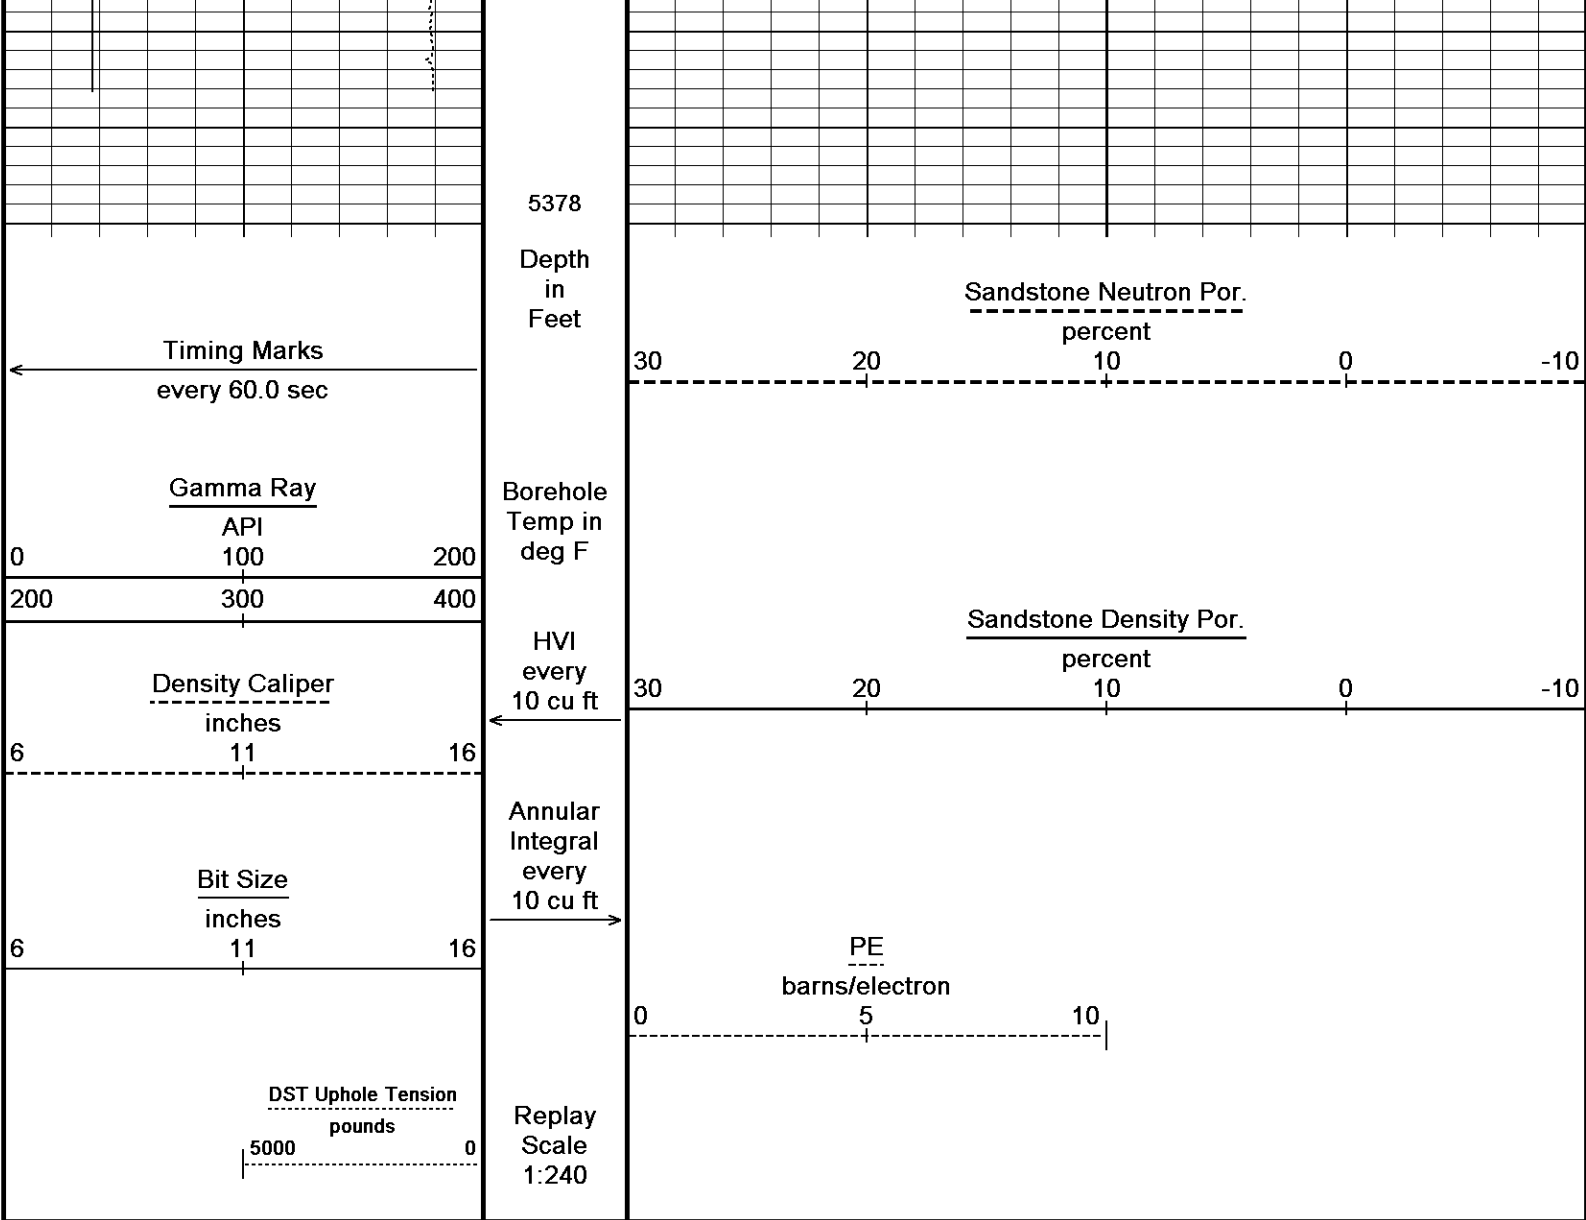 5378
Depth
in
Feet
Timing Marks
every 60.0 sec
Gamma Ray
API
0 100 200
200 300 400
Density Caliper
inches
6 11 16
Bit Size
inches
6 11 16
DST Uphole Tension
pounds
5000 0
Borehole
Temp in
deg F
HVI
every
10 cu ft
Annular
Integral
every
10 cu ft
Replay
Scale
1:240
Sandstone Neutron Por.
percent
30 20 10 0 -10
Sandstone Density Por.
percent
30 20 10 0 -10
PE
barns/electron
0 5 10